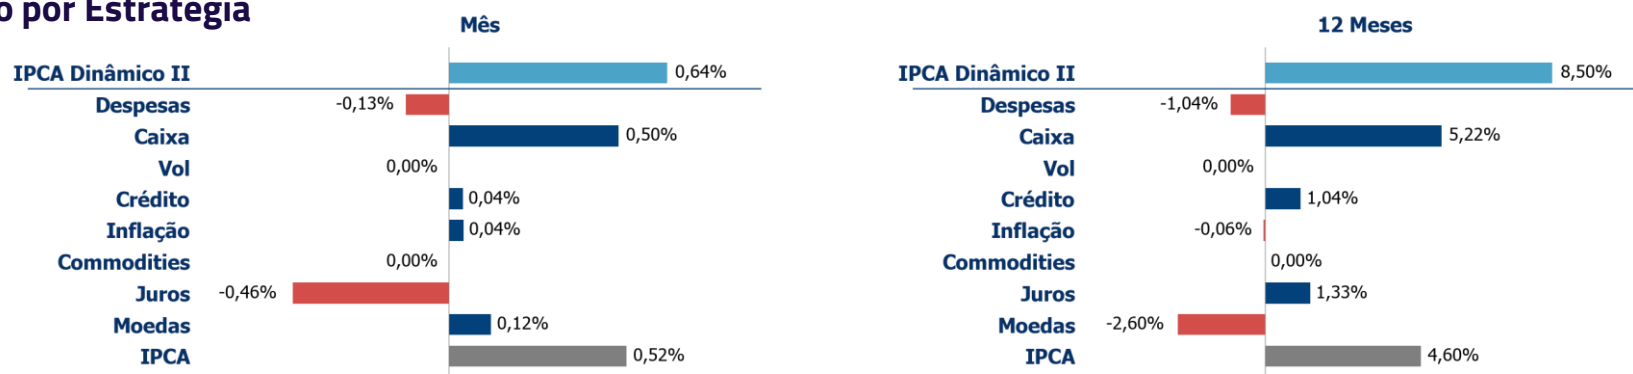 o por Estratégia
Mês
IPCA Dinâmico II 0,64%
Despesas -0,13%
Caixa 0,50%
Vol 0,00%
Crédito 0,04%
Inflação 0,04%
Commodities 0,00%
Juros -0,46%
Moedas 0,12%
IPCA 0,52%
12 Meses
IPCA Dinâmico II 8,50%
Despesas -1,04%
Caixa 5,22%
Vol 0,00%
Crédito 1,04%
Inflação -0,06%
Commodities 0,00%
Juros 1,33%
Moedas -2,60%
IPCA 4,60%